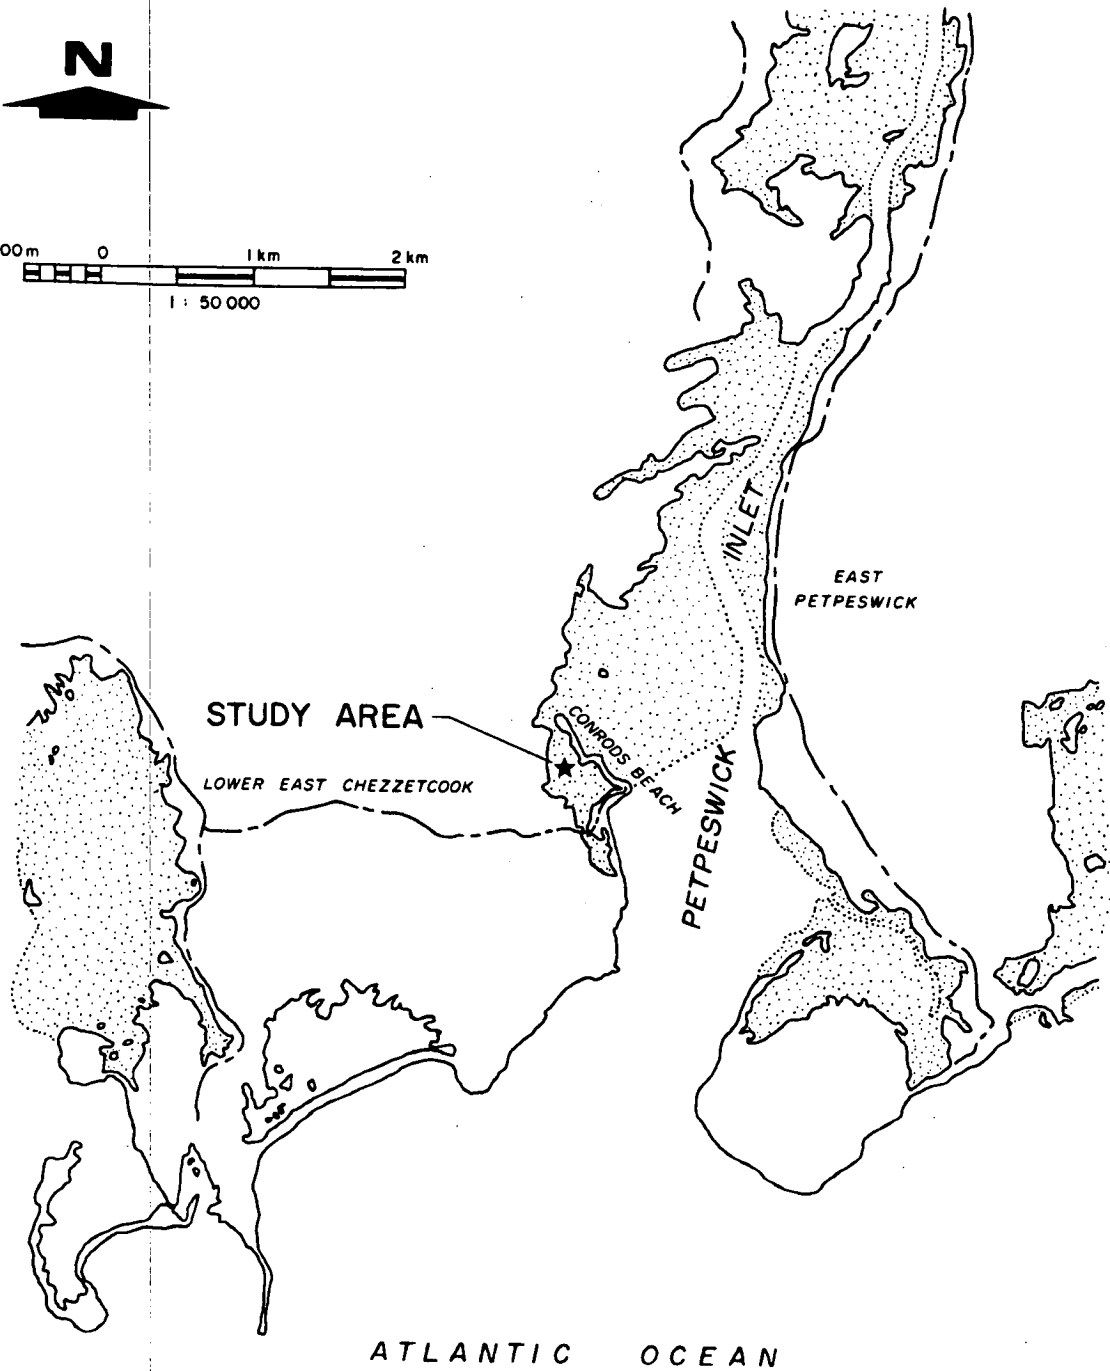 N
00m 0 1 km 2 km
1 : 50 000
INLET
EAST
PETPESWICK
STUDY AREA
CONRODS BEACH
LOWER EAST CHEZZETCOOK
PETPESWICK
ATLANTIC OCEAN